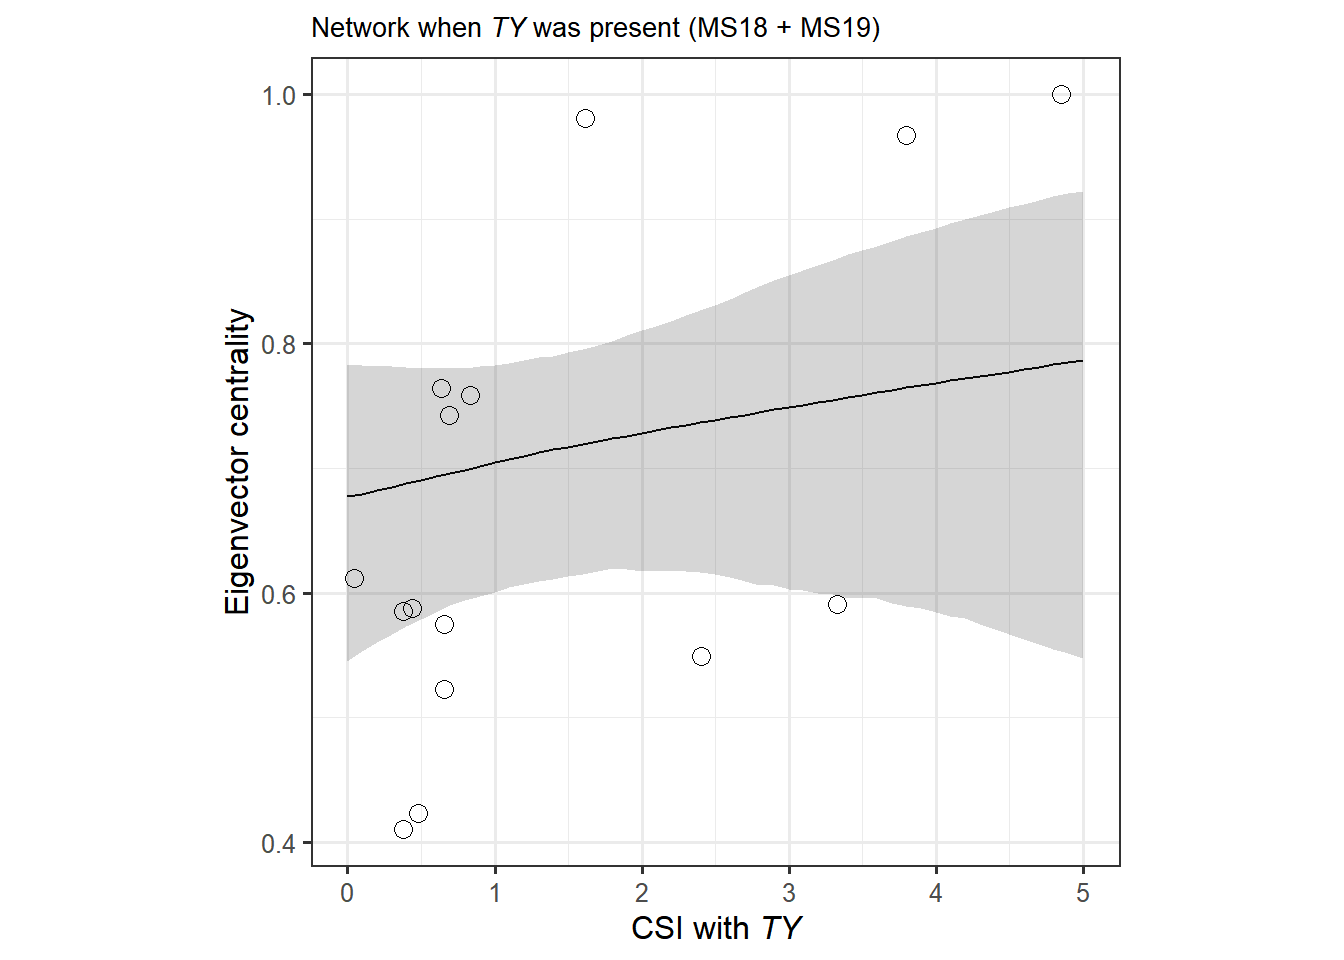 Network when TY was present (MS18 + MS19)
1.0
0.8
0.6
0.4
Eigenvector centrality
0 1 2 3 4 5
CSI with TY